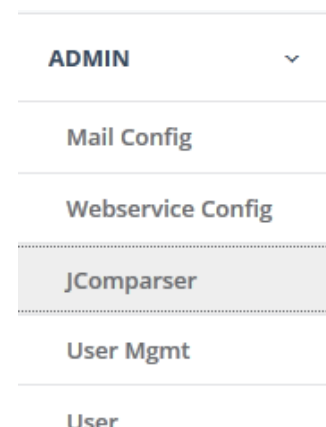 ADMIN
Mail Config
Webservice Config
JComparser
User Mgmt
User